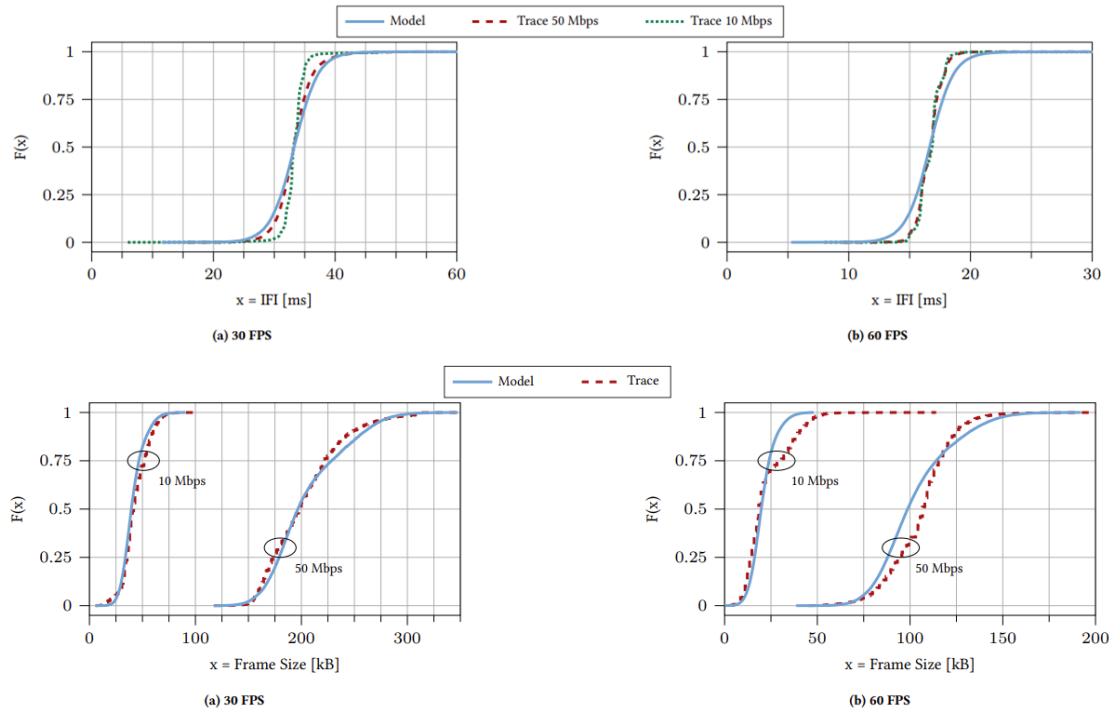 Model Trace 50 Mbps Trace 10 Mbps
1
0.75
0.5
0.25
0
F(x)
0 20 40 60
x = IFI [ms]
(a) 30 FPS
1
0.75
0.5
0.25
0
F(x)
0 10 20 30
x = IFI [ms]
(b) 60 FPS
Model Trace
1
0.75
0.5
0.25
0
F(x)
10 Mbps
50 Mbps
0 100 200 300
x = Frame Size [kB]
(a) 30 FPS
1
0.75
0.5
0.25
0
F(x)
10 Mbps
50 Mbps
0 50 100 150 200
x = Frame Size [kB]
(b) 60 FPS